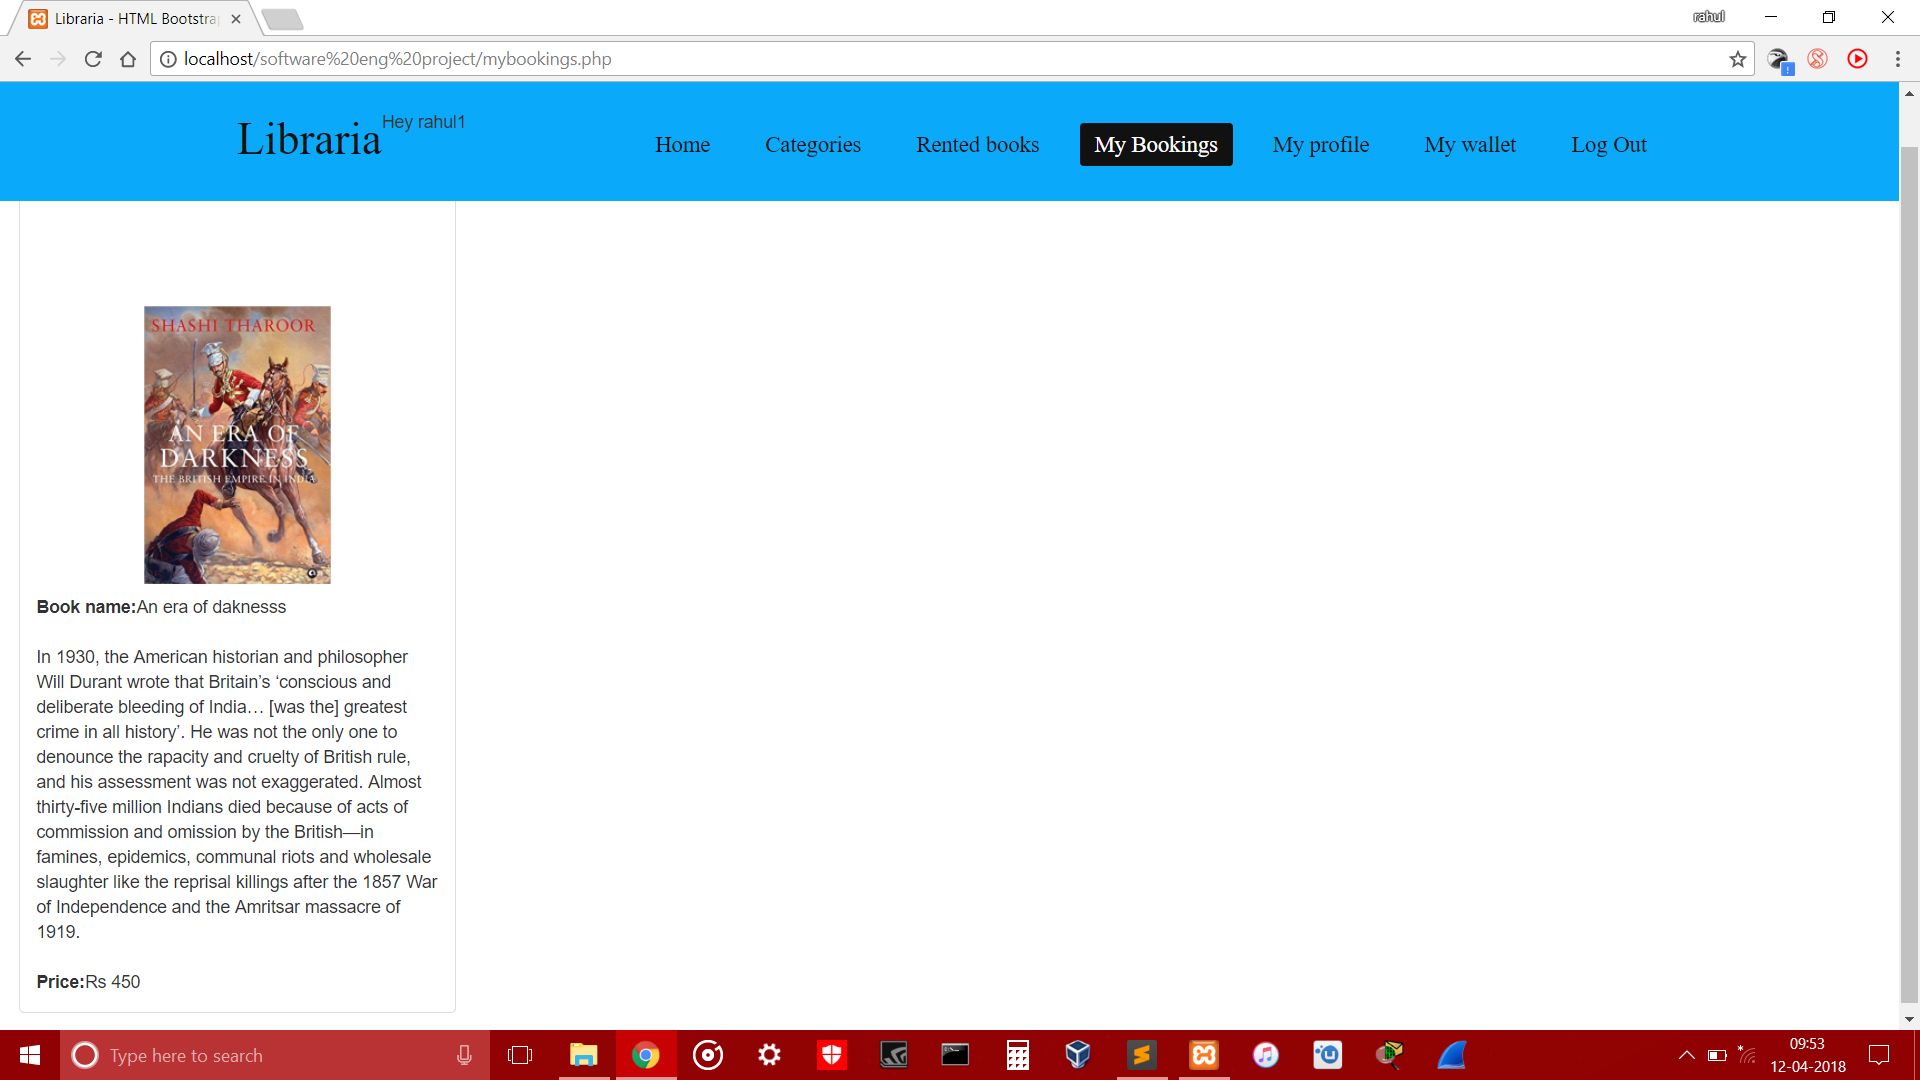 Libraria - HTML Bootstra
rahul
localhost/software%20eng%20project/mybookings.php
Libraria
Hey rahul1
Home
Categories
Rented books
My Bookings
My profile
My wallet
Log Out
SHASHI THAROOR
AN ERA OF
DARKNESS
THE BRITISH EMPIRE IN INDIA
Book name:An era of daknesss
In 1930, the American historian and philosopher
Will Durant wrote that Britain’s ‘conscious and
deliberate bleeding of India… [was the] greatest
crime in all history’. He was not the only one to
denounce the rapacity and cruelty of British rule,
and his assessment was not exaggerated. Almost
thirty-five million Indians died because of acts of
commission and omission by the British—in
famines, epidemics, communal riots and wholesale
slaughter like the reprisal killings after the 1857 War
of Independence and the Amritsar massacre of
1919.
Price:Rs 450
Type here to search
09:53
12-04-2018